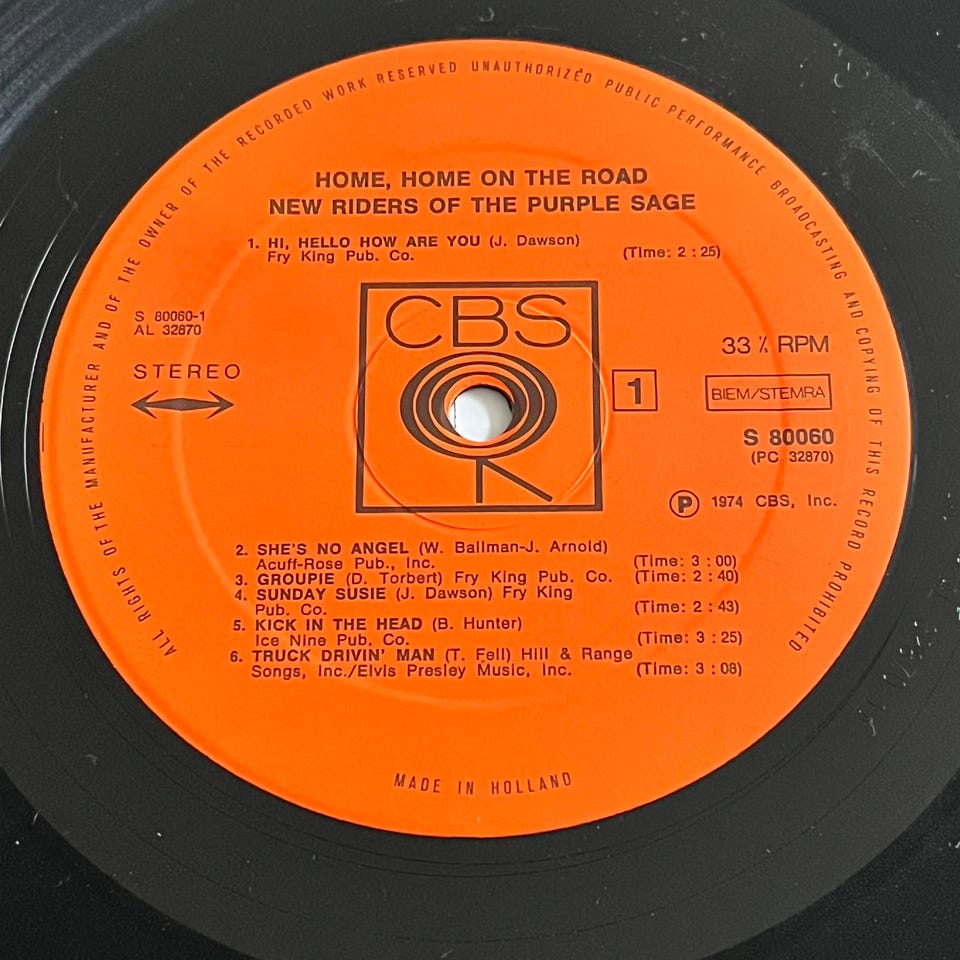 ALL RIGHTS OF THE MANUFACTURER AND OF THE OWNER OF THE RECORDED WORK RESERVED UNAUTHORIZED PUBLIC PERFORMANCE BROADCASTING AND COPYING OF THIS RECORD PROHIBITED
HOME, HOME ON THE ROAD
NEW RIDERS OF THE PURPLE SAGE
1. HI, HELLO HOW ARE YOU (J. Dawson)
Fry King Pub. Co. (Time: 2 : 25)
CBS
S 80060-1
AL 32870
STEREO
33 ⅓ RPM
1
BIEM/STEMRA
S 80060
(PC 32870)
Ⓟ 1974 CBS, Inc.
2. SHE'S NO ANGEL (W. Ballman-J. Arnold)
Acuff-Rose Pub., Inc. (Time: 3 : 00)
3. GROUPIE (D. Torbert) Fry King Pub. Co. (Time: 2 : 40)
4. SUNDAY SUSIE (J. Dawson) Fry King
Pub. Co. (Time: 2 : 43)
5. KICK IN THE HEAD (B. Hunter)
Ice Nine Pub. Co. (Time: 3 : 25)
6. TRUCK DRIVIN' MAN (T. Fell) Hill & Range
Songs, Inc./Elvis Presley Music, Inc. (Time: 3 : 08)
MADE IN HOLLAND